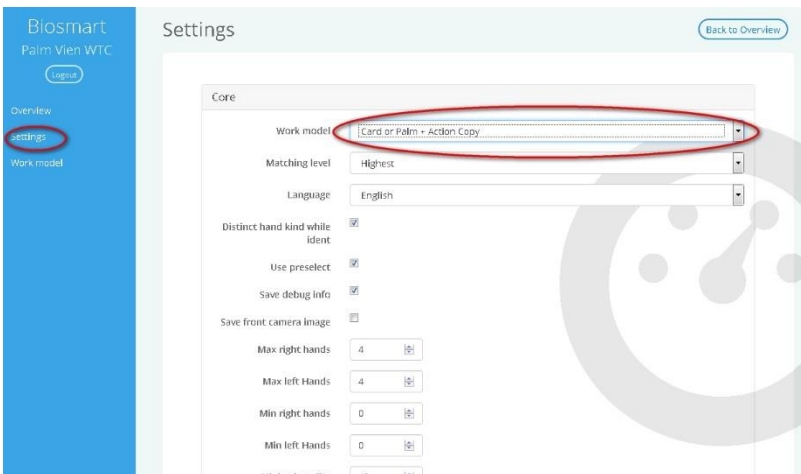 Biosmart
Palm Vien WTC
Logout
Overview
Settings
Work model
Settings
Back to Overview
Core
Work model
Card or Palm + Action Copy
Matching level
Highest
Language
English
Distinct hand kind while
ident
Use preselect
Save debug info
Save front camera image
Max right hands
4
Max left Hands
4
Min right hands
0
Min left Hands
0